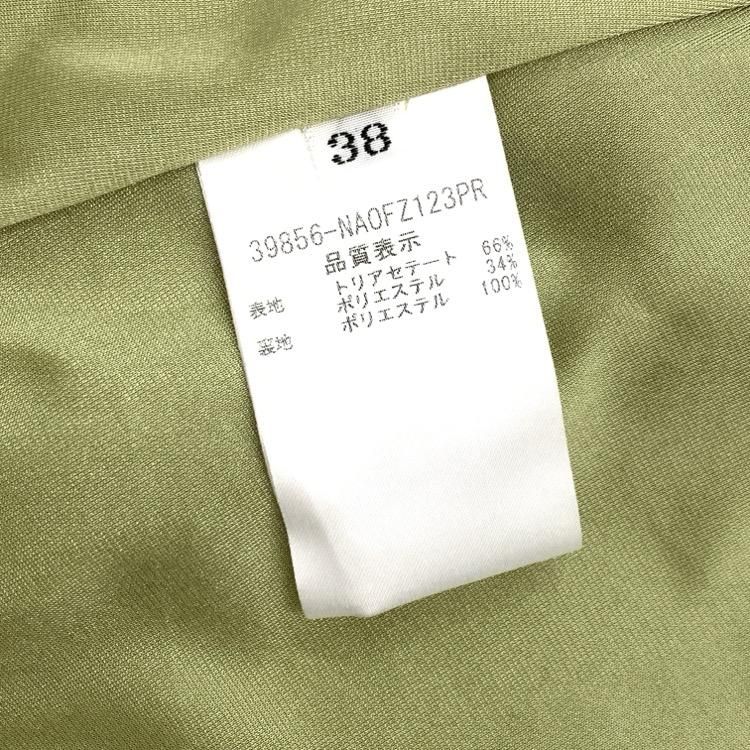 38
39856-NA0FZ123PR
品質表示
表地 トリアセテート 66%
ポリエステル 34%
裏地 ポリエステル 100%